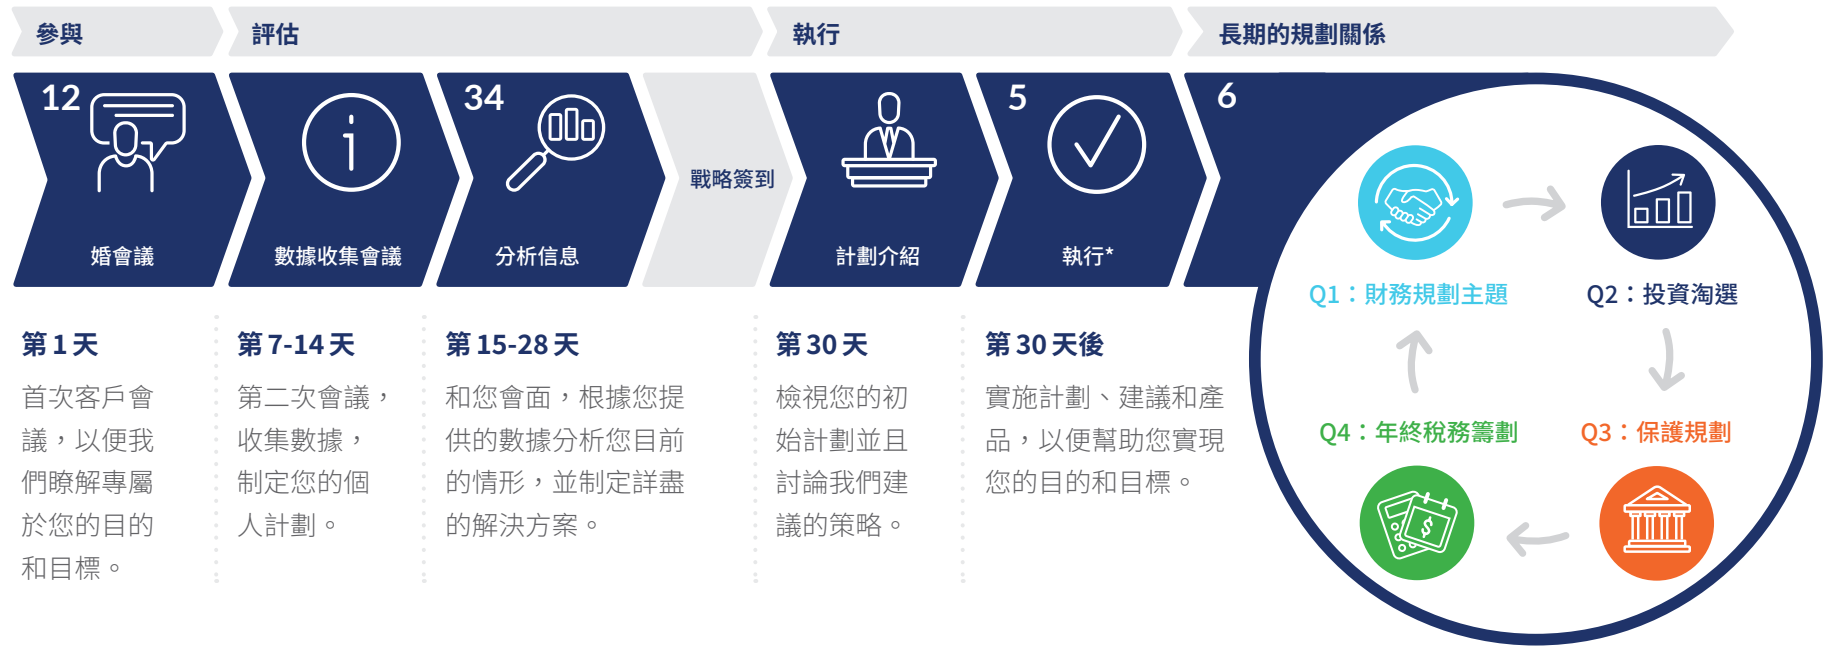 參與
評估
執行
長期的規劃關係
12
34
5
6
婚會議
數據收集會議
分析信息
戰略簽到
計劃介紹
執行*
第 1 天
首次客戶會
議，以便我
們瞭解專屬
於您的目的
和目標。
第 7-14 天
第二次會議，
收集數據，
制定您的個
人計劃。
第 15-28 天
和您會面，根據您提
供的數據分析您目前
的情形，並制定詳盡
的解決方案。
第 30 天
檢視您的初
始計劃並且
討論我們建
議的策略。
第 30 天後
實施計劃、建議和產
品，以便幫助您實現
您的目的和目標。
Q1：財務規劃主題
Q2：投資淘選
Q4：年終稅務籌劃
Q3：保護規劃
$